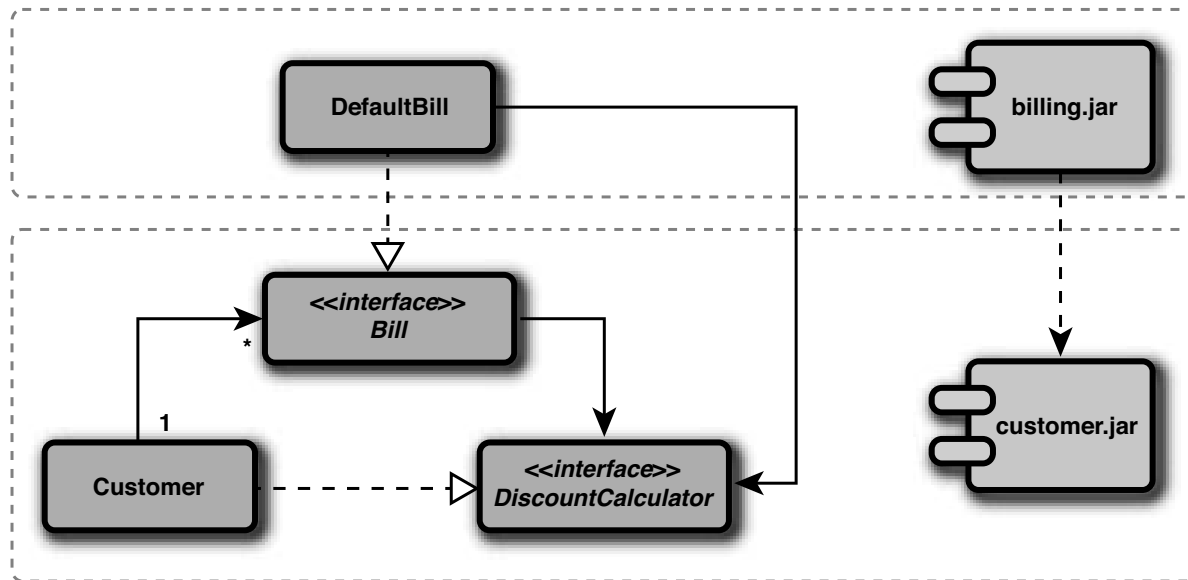 DefaultBill
billing.jar
<<interface>>
Bill
*
1
Customer
<<interface>>
DiscountCalculator
customer.jar